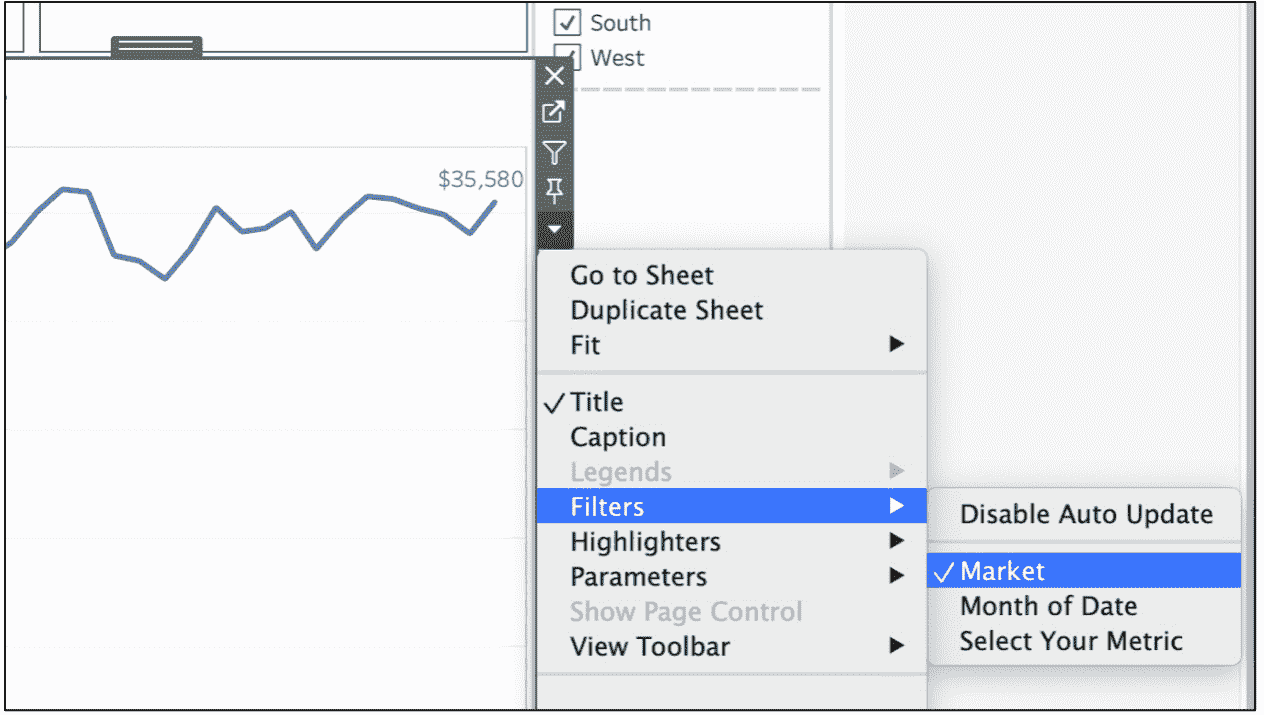 South
West
$35,580
Go to Sheet
Duplicate Sheet
Fit
Title
Caption
Legends
Filters
Highlighters
Parameters
Show Page Control
View Toolbar
Disable Auto Update
Market
Month of Date
Select Your Metric